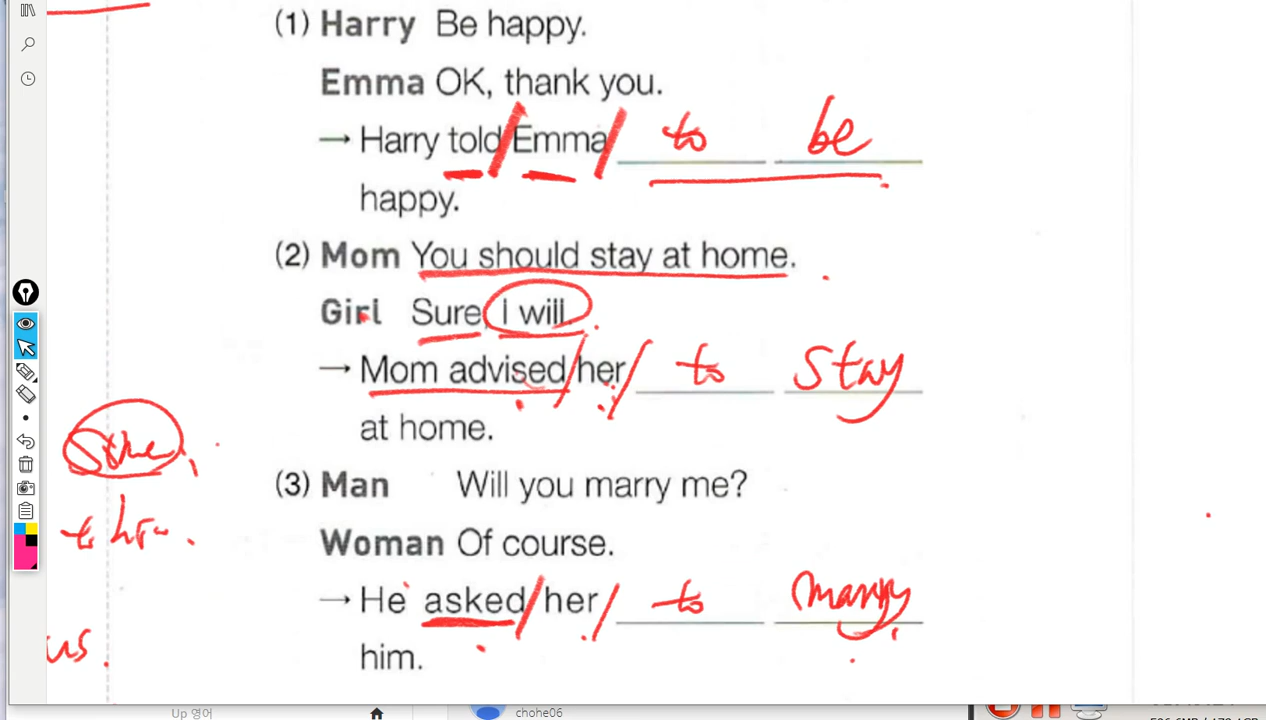 (1) Harry Be happy.
Emma OK, thank you.
→ Harry told Emma to be
happy.
(2) Mom You should stay at home.
Girl Sure, I will.
→ Mom advised her to stay
at home.
(3) Man Will you marry me?
Woman Of course.
→ He asked her to marry
him.
us.
Up 영어
chohe06